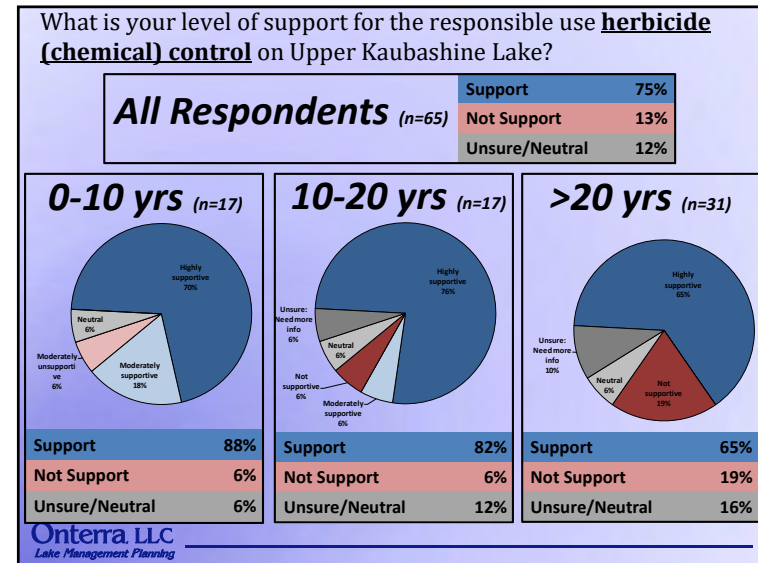 What is your level of support for the responsible use herbicide
(chemical) control on Upper Kaubashine Lake?
All Respondents (n=65)
Support 75%
Not Support 13%
Unsure/Neutral 12%
0-10 yrs (n=17)
Highly
supportive
70%
Neutral
6%
Moderately
unsupporti
ve
6%
Moderately
supportive
18%
Support 88%
Not Support 6%
Unsure/Neutral 6%
10-20 yrs (n=17)
Highly
supportive
76%
Unsure:
Need more
info
6%
Neutral
6%
Not
supportive
6%
Moderately
supportive
6%
Support 82%
Not Support 6%
Unsure/Neutral 12%
>20 yrs (n=31)
Highly
supportive
65%
Unsure:
Need more
info
10%
Neutral
6%
Not
supportive
19%
Support 65%
Not Support 19%
Unsure/Neutral 16%
Onterra LLC
Lake Management Planning